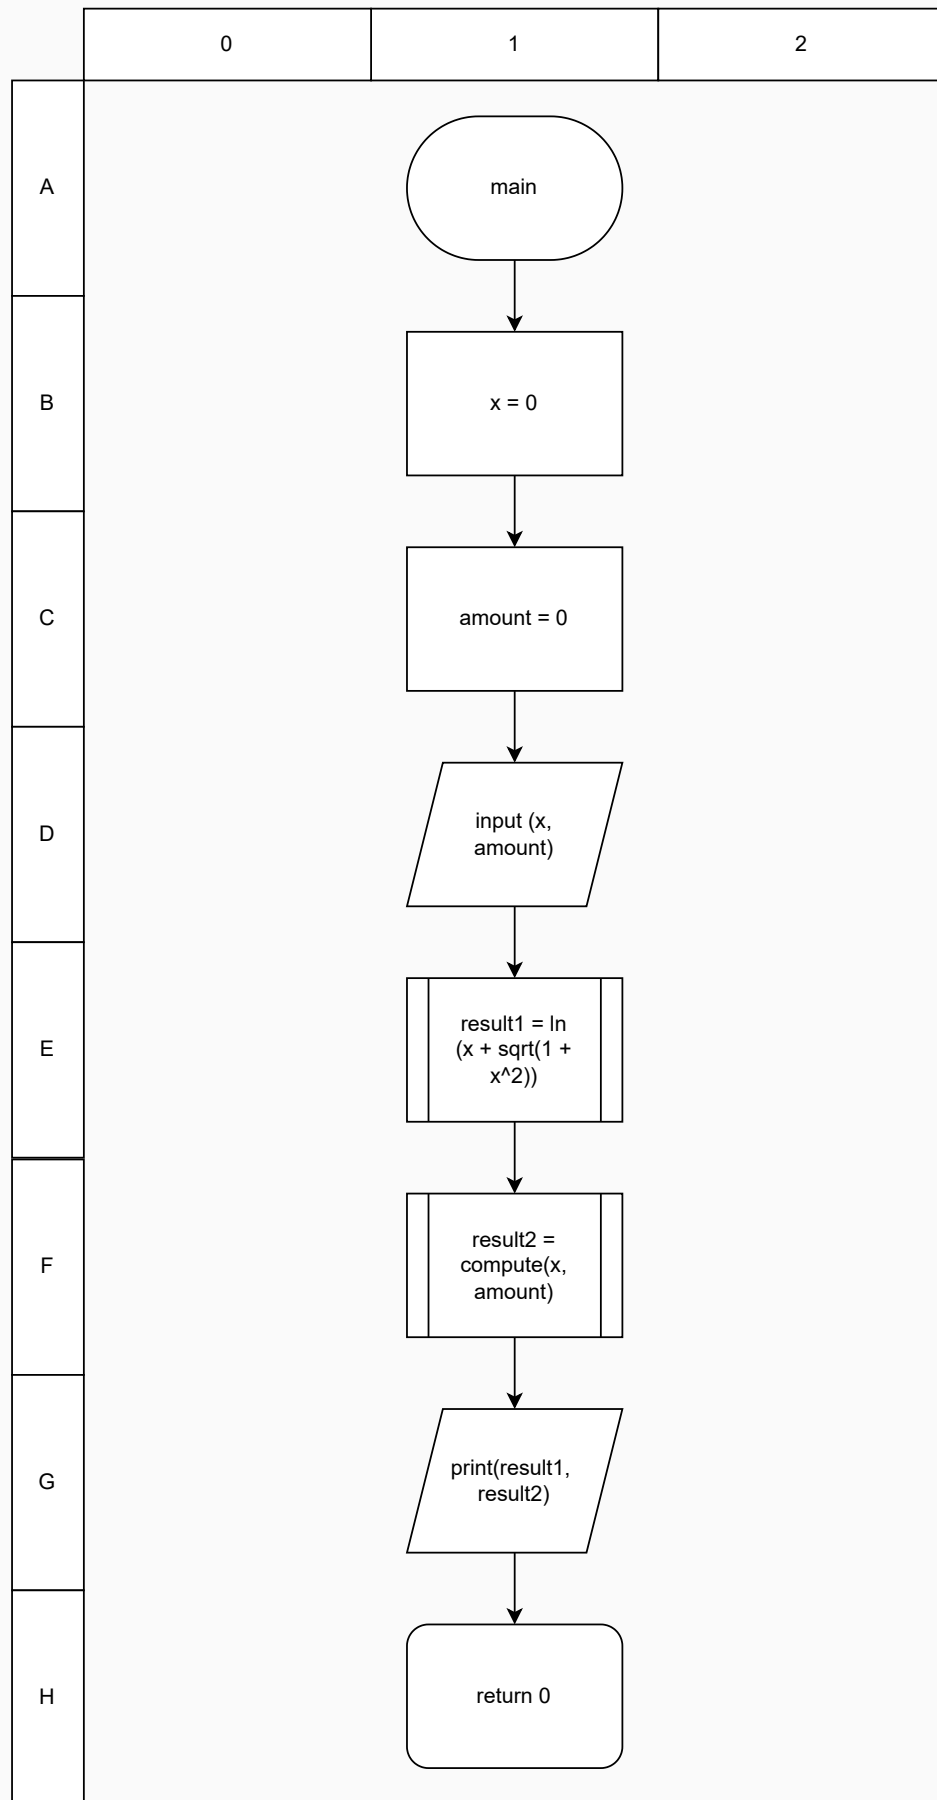 0
1
2
A
main
B
x = 0
C
amount = 0
D
input (x,
amount)
E
result1 = ln
(x + sqrt(1 +
x^2))
F
result2 =
compute(x,
amount)
G
print(result1,
result2)
H
return 0